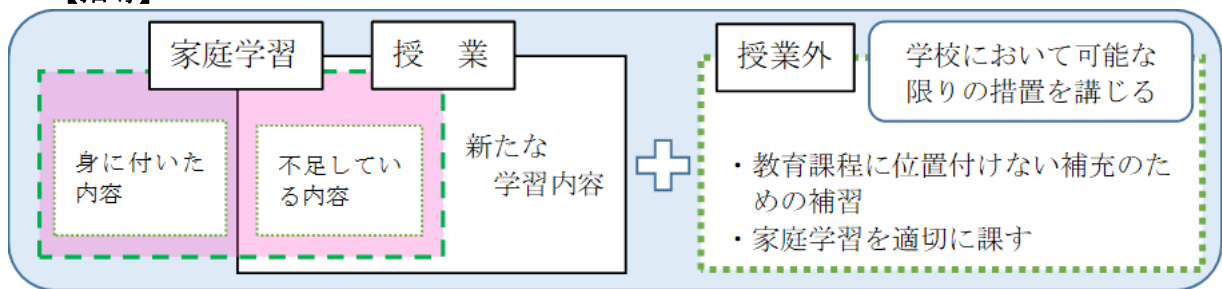 家庭学習
授　業
身に付いた
内容
不足してい
る内容
新たな
学習内容
授業外
学校において可能な
限りの措置を講じる
・教育課程に位置付けない補充のた
めの補習
・家庭学習を適切に課す